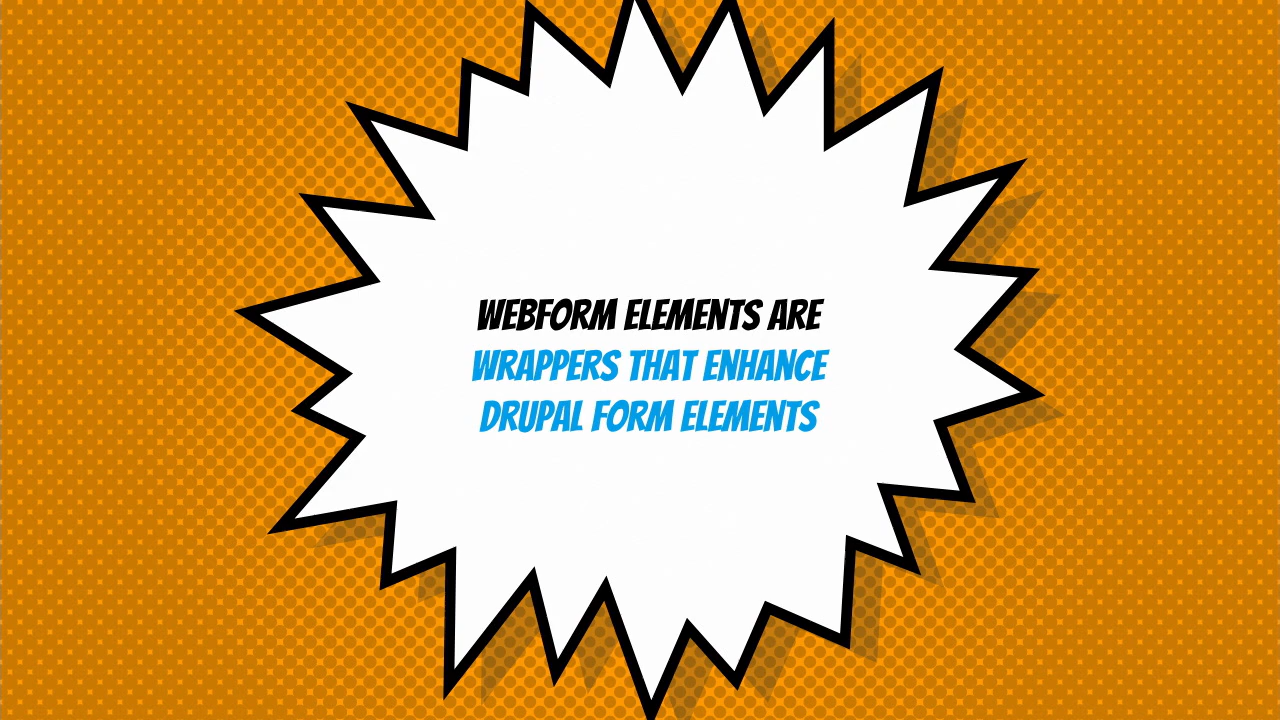 WEBFORM ELEMENTS ARE
WRAPPERS THAT ENHANCE
DRUPAL FORM ELEMENTS